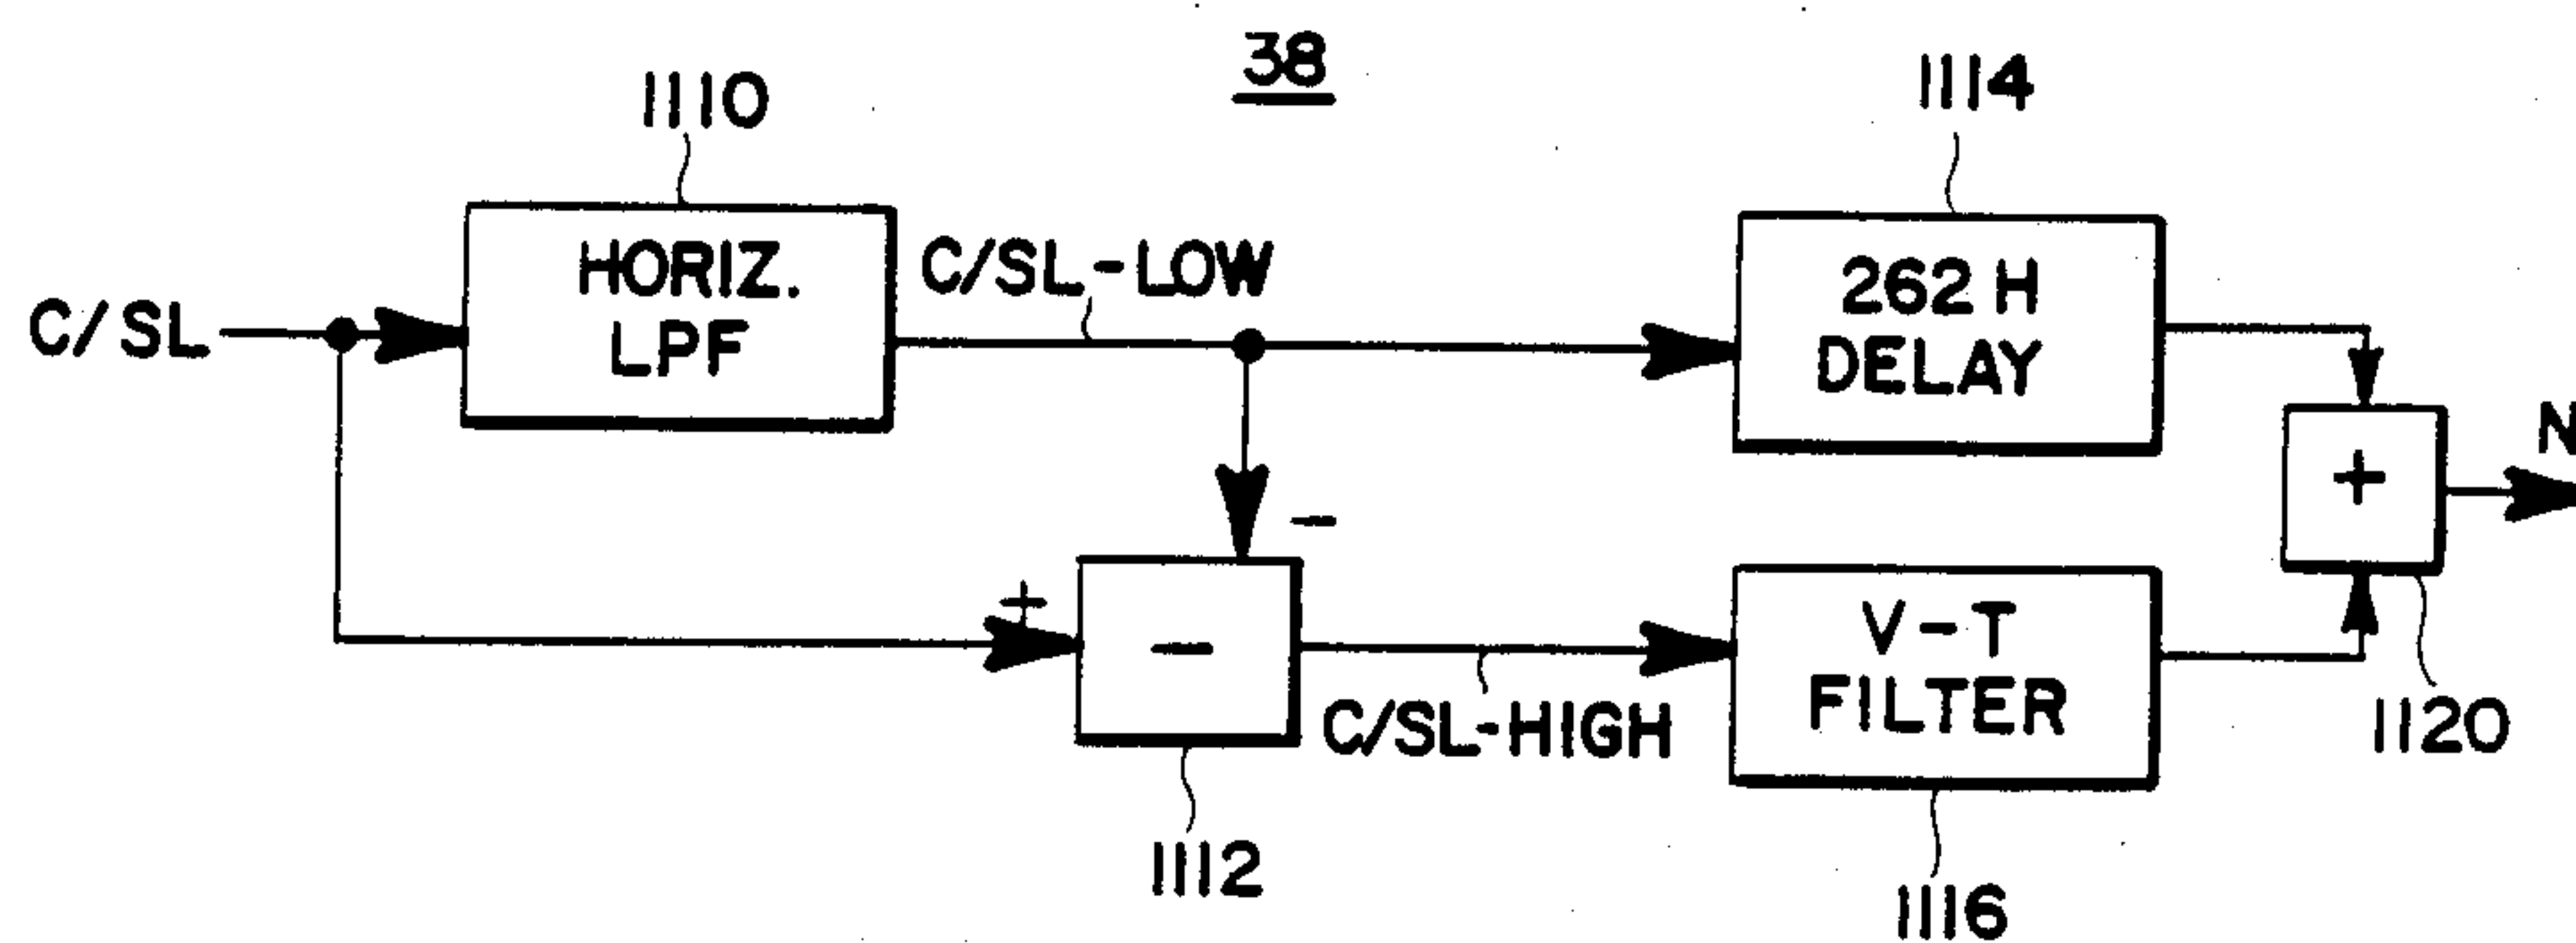 38
1110
1114
HORIZ.
LPF
C/SL-LOW
262 H
DELAY
C/SL
N
+
-
+
-
V-T
FILTER
C/SL-HIGH
1120
1112
1116